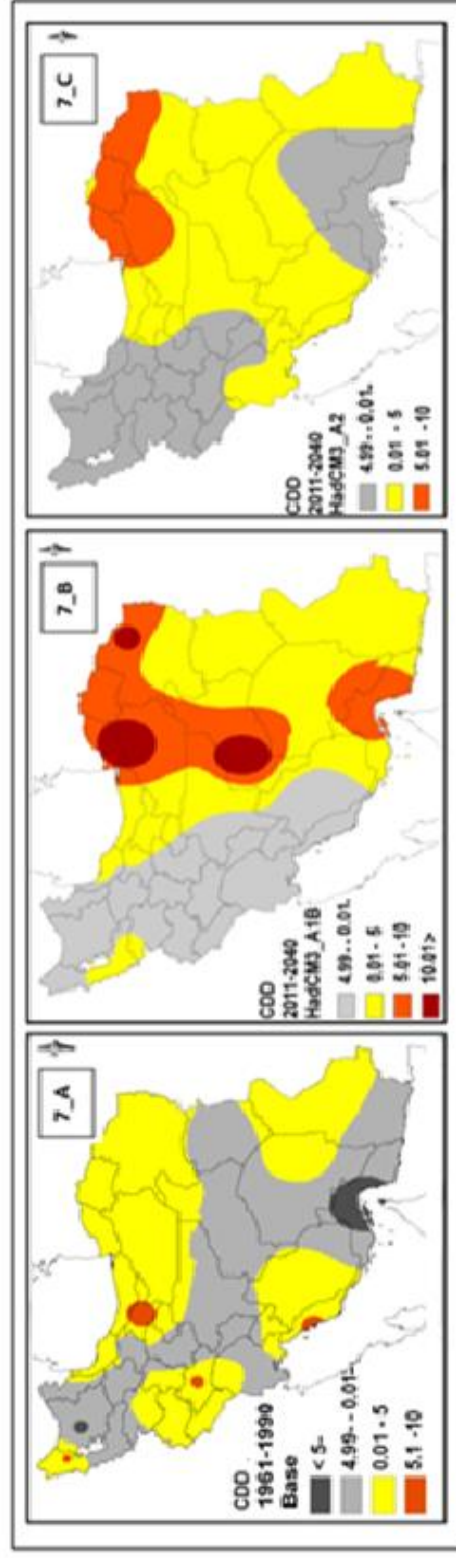 7_A
CDD
1961-1990
Base
< 5-
4.99- - 0.01-
0.01 - 5
5.1 -10
7_B
CDD
2011-2040
HadCM3_A1B
4.99- - 0.01-
0.01 - 5
5.01 -10
10.01>
7_C
CDD
2011-2040
HadCM3_A2
4.99- - 0.01-
0.01 - 5
5.01 - 10